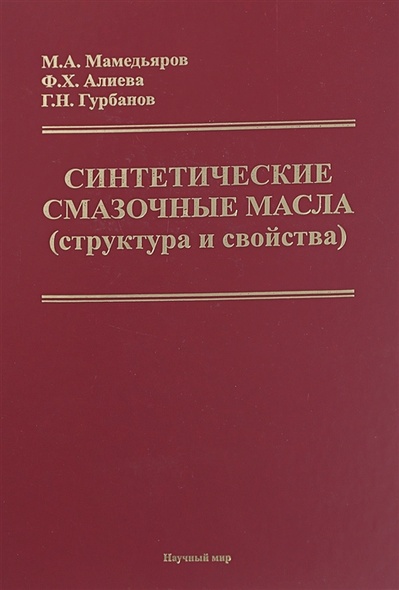 М.А. Мамедьяров
Ф.Х. Алиева
Г.Н. Гурбанов
СИНТЕТИЧЕСКИЕ
СМАЗОЧНЫЕ МАСЛА
(структура и свойства)
Научный мир